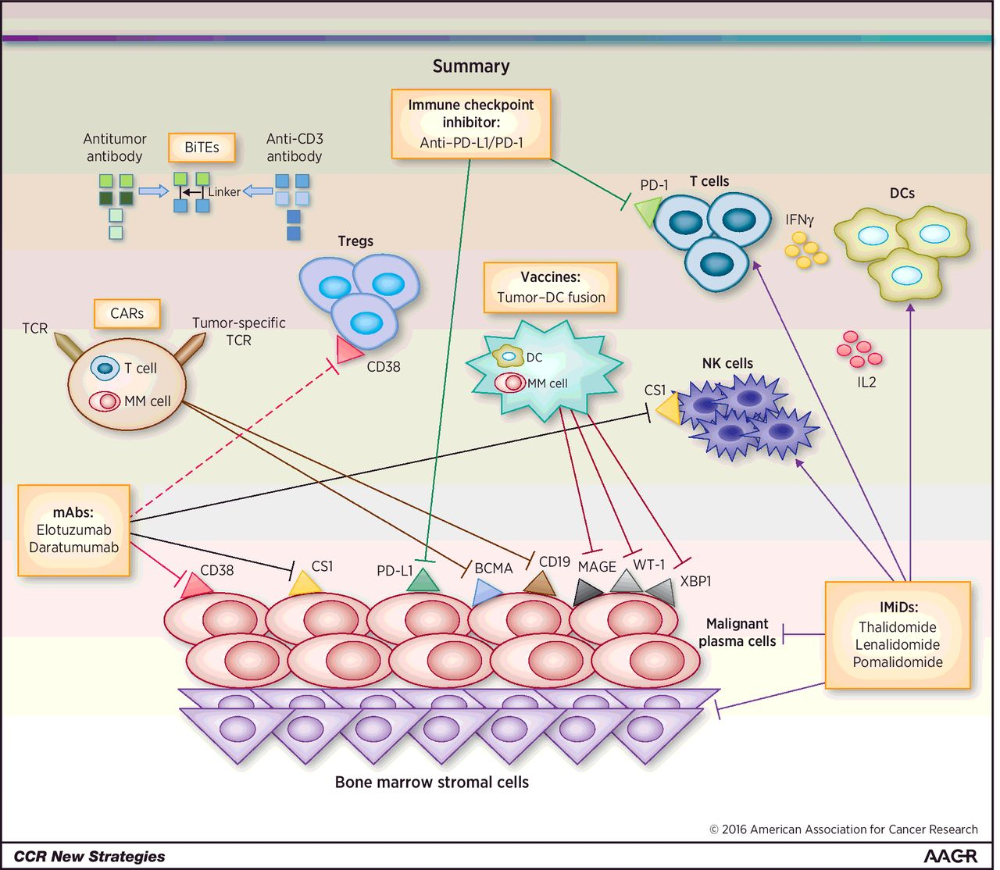 Summary
Immune checkpoint
inhibitor:
Anti–PD-L1/PD-1
Antitumor
antibody
BiTEs
Anti-CD3
antibody
Linker
PD-1
T cells
DCs
IFNγ
Tregs
Vaccines:
Tumor–DC fusion
CARs
TCR
Tumor-specific
TCR
T cell
MM cell
CD38
DC
MM cell
NK cells
CS1
IL2
mAbs:
Elotuzumab
Daratumumab
CD38
CS1
PD-L1
BCMA
CD19
MAGE
WT-1
XBP1
IMiDs:
Thalidomide
Lenalidomide
Pomalidomide
Malignant
plasma cells
Bone marrow stromal cells
© 2016 American Association for Cancer Research
CCR New Strategies
AACR